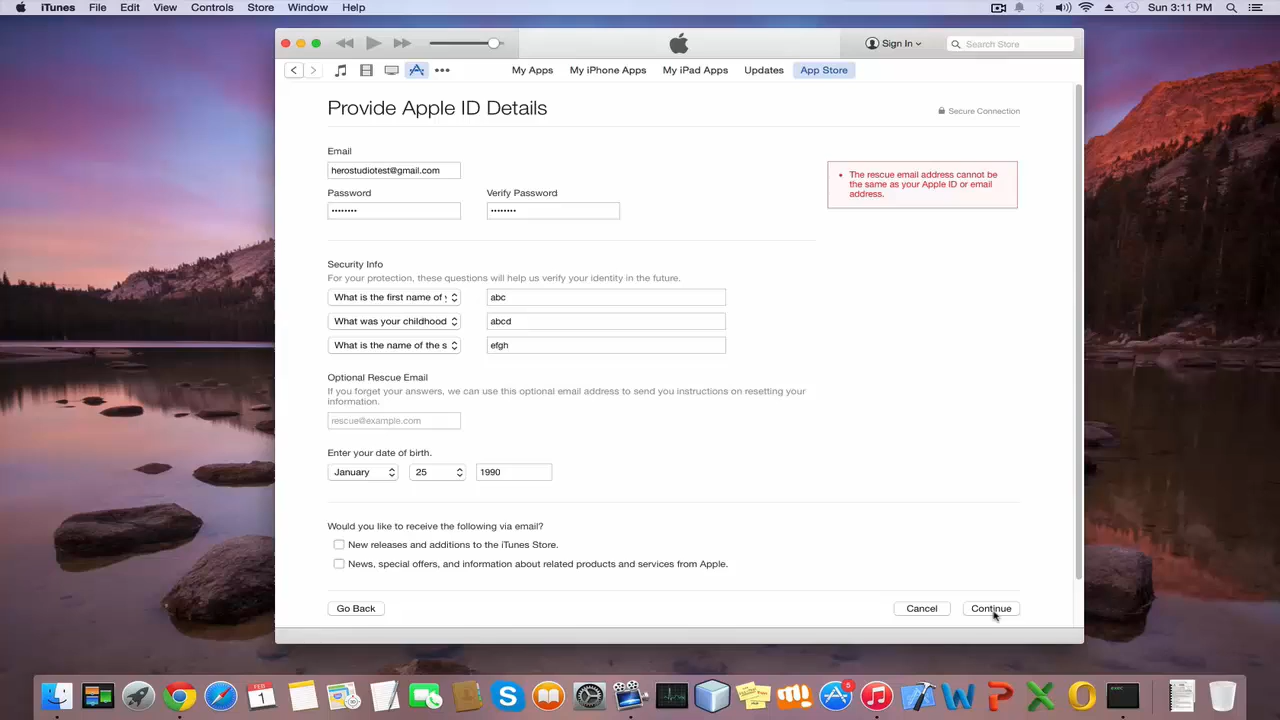 iTunes File Edit View Controls Store Window Help Sun 3:11 PM
Sign In
Search Store
My Apps My iPhone Apps My iPad Apps Updates App Store
Provide Apple ID Details
Secure Connection
Email
herostudiotest@gmail.com
The rescue email address cannot be
the same as your Apple ID or email
address.
Password Verify Password
Security Info
For your protection, these questions will help us verify your identity in the future.
What is the first name of abc
What was your childhood abcd
What is the name of the s efgh
Optional Rescue Email
If you forget your answers, we can use this optional email address to send you instructions on resetting your
information.
rescue@example.com
Enter your date of birth.
January 25 1990
Would you like to receive the following via email?
New releases and additions to the iTunes Store.
News, special offers, and information about related products and services from Apple.
Go Back Cancel Continue
FEB
1
5
exec